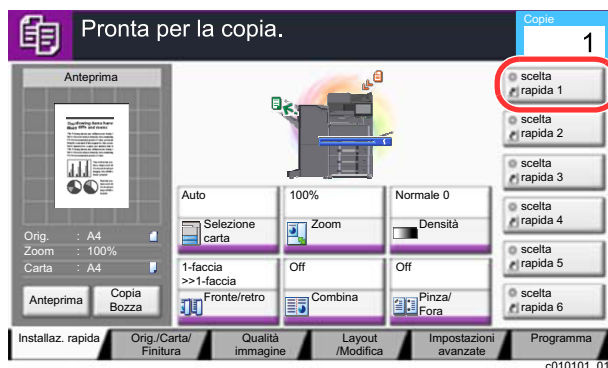 Pronta per la copia.
Copie
1
Anteprima
Orig. : A4
Zoom : 100%
Carta : A4
Anteprima
Copia
Bozza
Auto
Selezione
carta
100%
Zoom
Normale 0
Densità
1-faccia
>>1-faccia
Fronte/retro
Off
Combina
Off
Pinza/
Fora
scelta
rapida 1
scelta
rapida 2
scelta
rapida 3
scelta
rapida 4
scelta
rapida 5
scelta
rapida 6
Installaz. rapida
Orig./Carta/
Finitura
Qualità
immagine
Layout
/Modifica
Impostazioni
avanzate
Programma
c010101_01